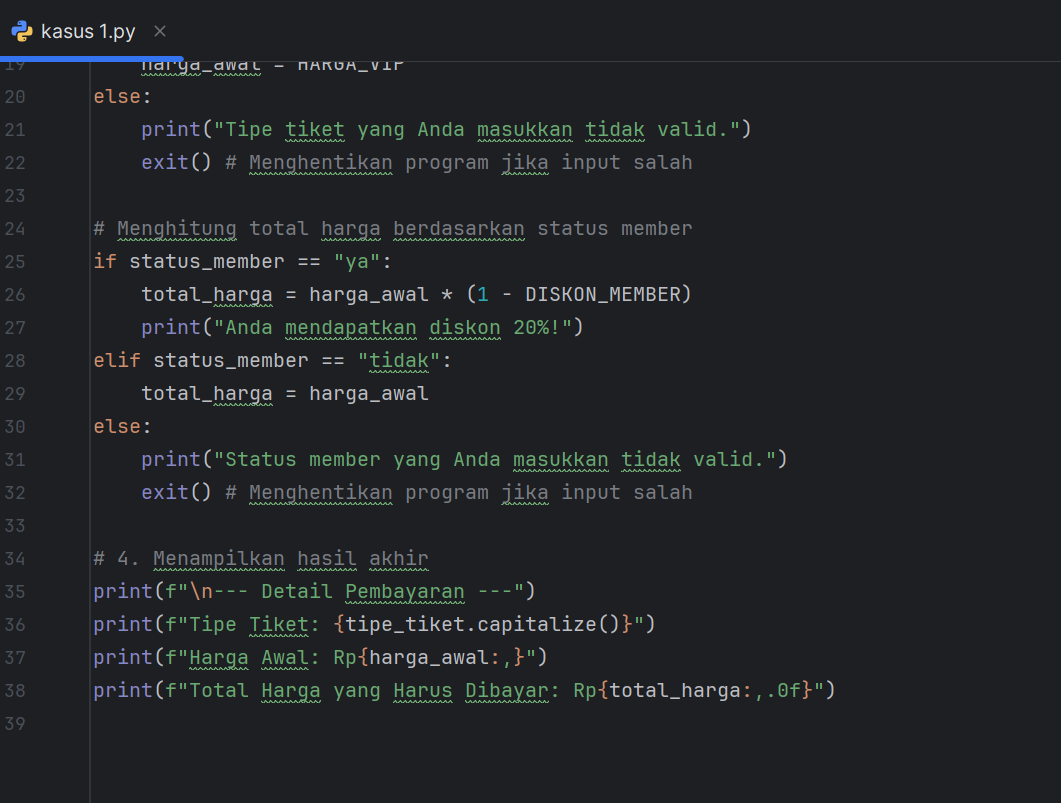 kasus 1.py
19 harga_awal = HARGA_VIP
20 else:
21 print("Tipe tiket yang Anda masukkan tidak valid.")
22 exit() # Menghentikan program jika input salah
23
24 # Menghitung total harga berdasarkan status member
25 if status_member == "ya":
26 total_harga = harga_awal * (1 - DISKON_MEMBER)
27 print("Anda mendapatkan diskon 20%!")
28 elif status_member == "tidak":
29 total_harga = harga_awal
30 else:
31 print("Status member yang Anda masukkan tidak valid.")
32 exit() # Menghentikan program jika input salah
33
34 # 4. Menampilkan hasil akhir
35 print(f"\n--- Detail Pembayaran ---")
36 print(f"Tipe Tiket: {tipe_tiket.capitalize()}")
37 print(f"Harga Awal: Rp{harga_awal:,}")
38 print(f"Total Harga yang Harus Dibayar: Rp{total_harga:,.0f}")
39